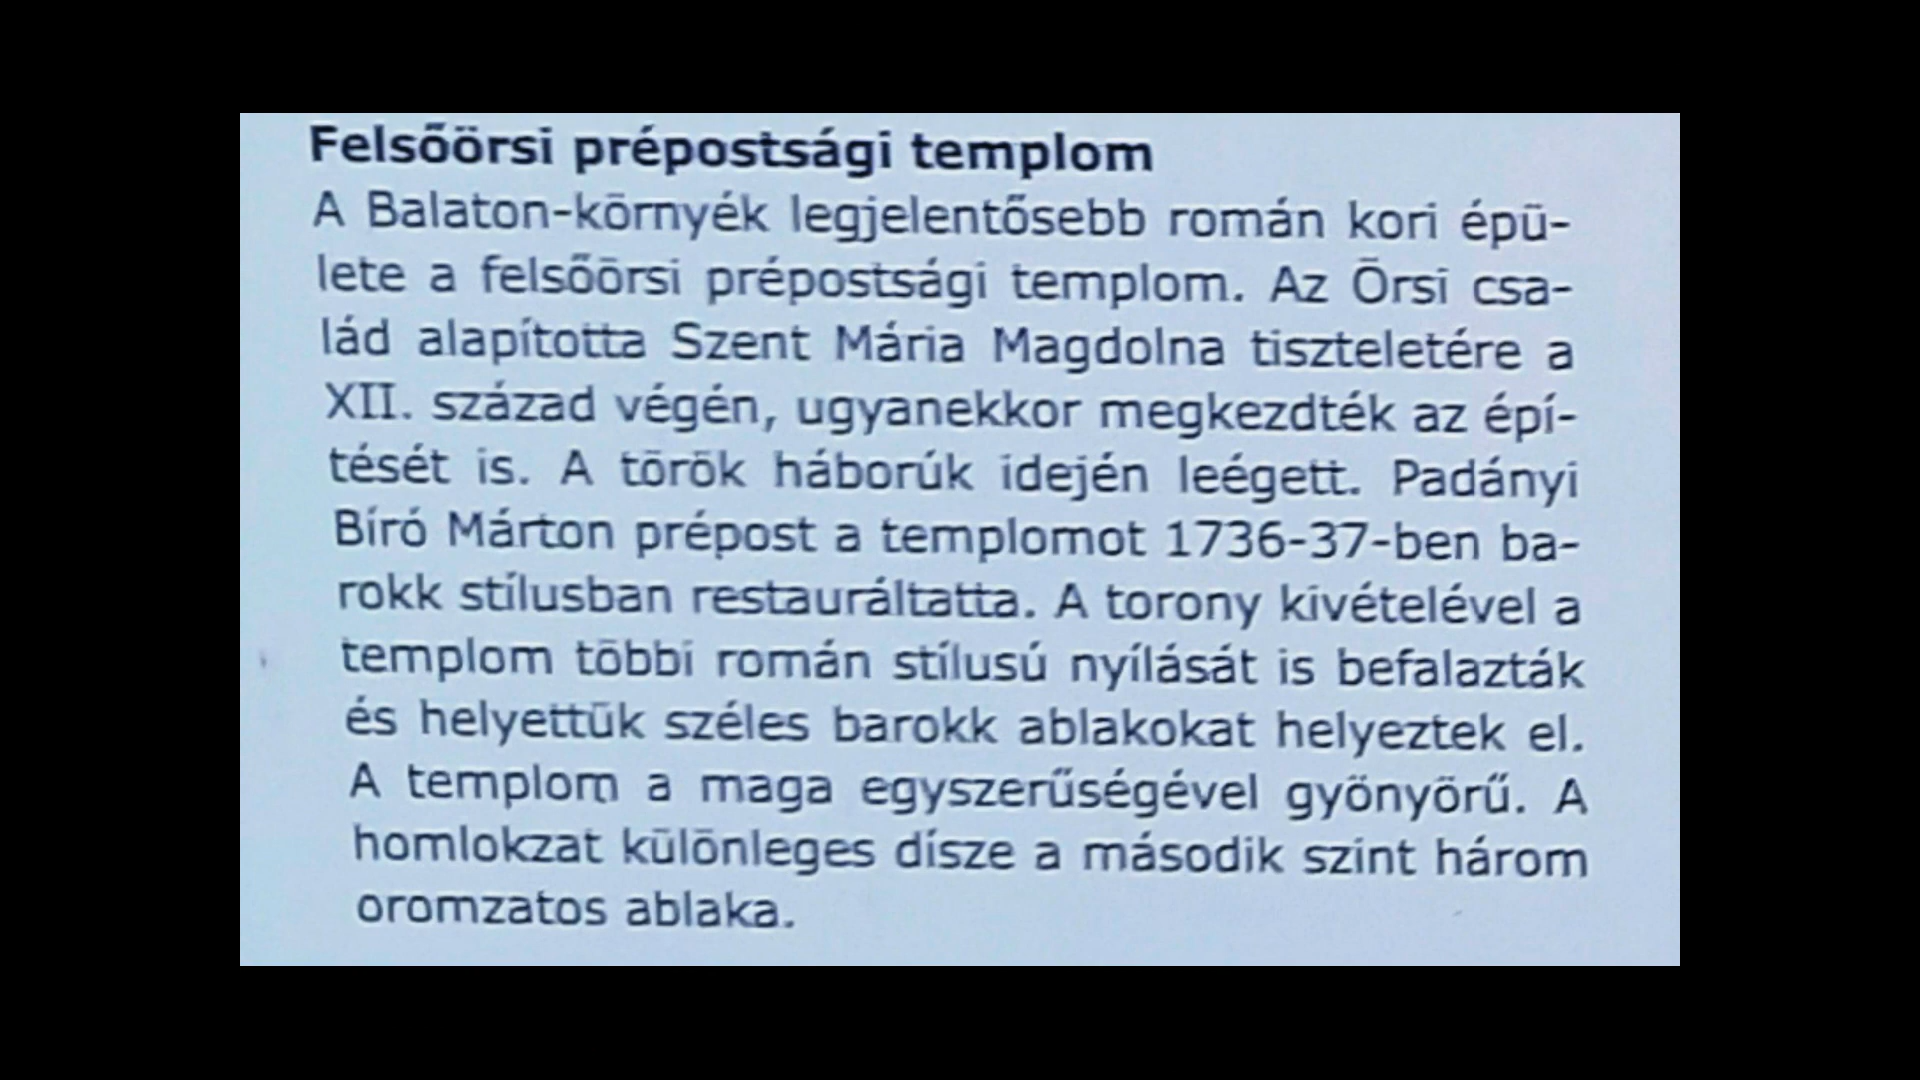 Felsőörsi prépostsági templom
A Balaton-környék legjelentősebb román kori épü-
lete a felsőörsi prépostsági templom. Az Örsi csa-
lád alapította Szent Mária Magdolna tiszteletére a
XII. század végén, ugyanekkor megkezdték az épí-
tését is. A török háborúk idején leégett. Padányi
Bíró Márton prépost a templomot 1736-37-ben ba-
rokk stílusban restauráltatta. A torony kivételével a
templom többi román stílusú nyílását is befalazták
és helyettük széles barokk ablakokat helyeztek el.
A templom a maga egyszerűségével gyönyörű. A
homlokzat különleges dísze a második szint három
oromzatos ablaka.